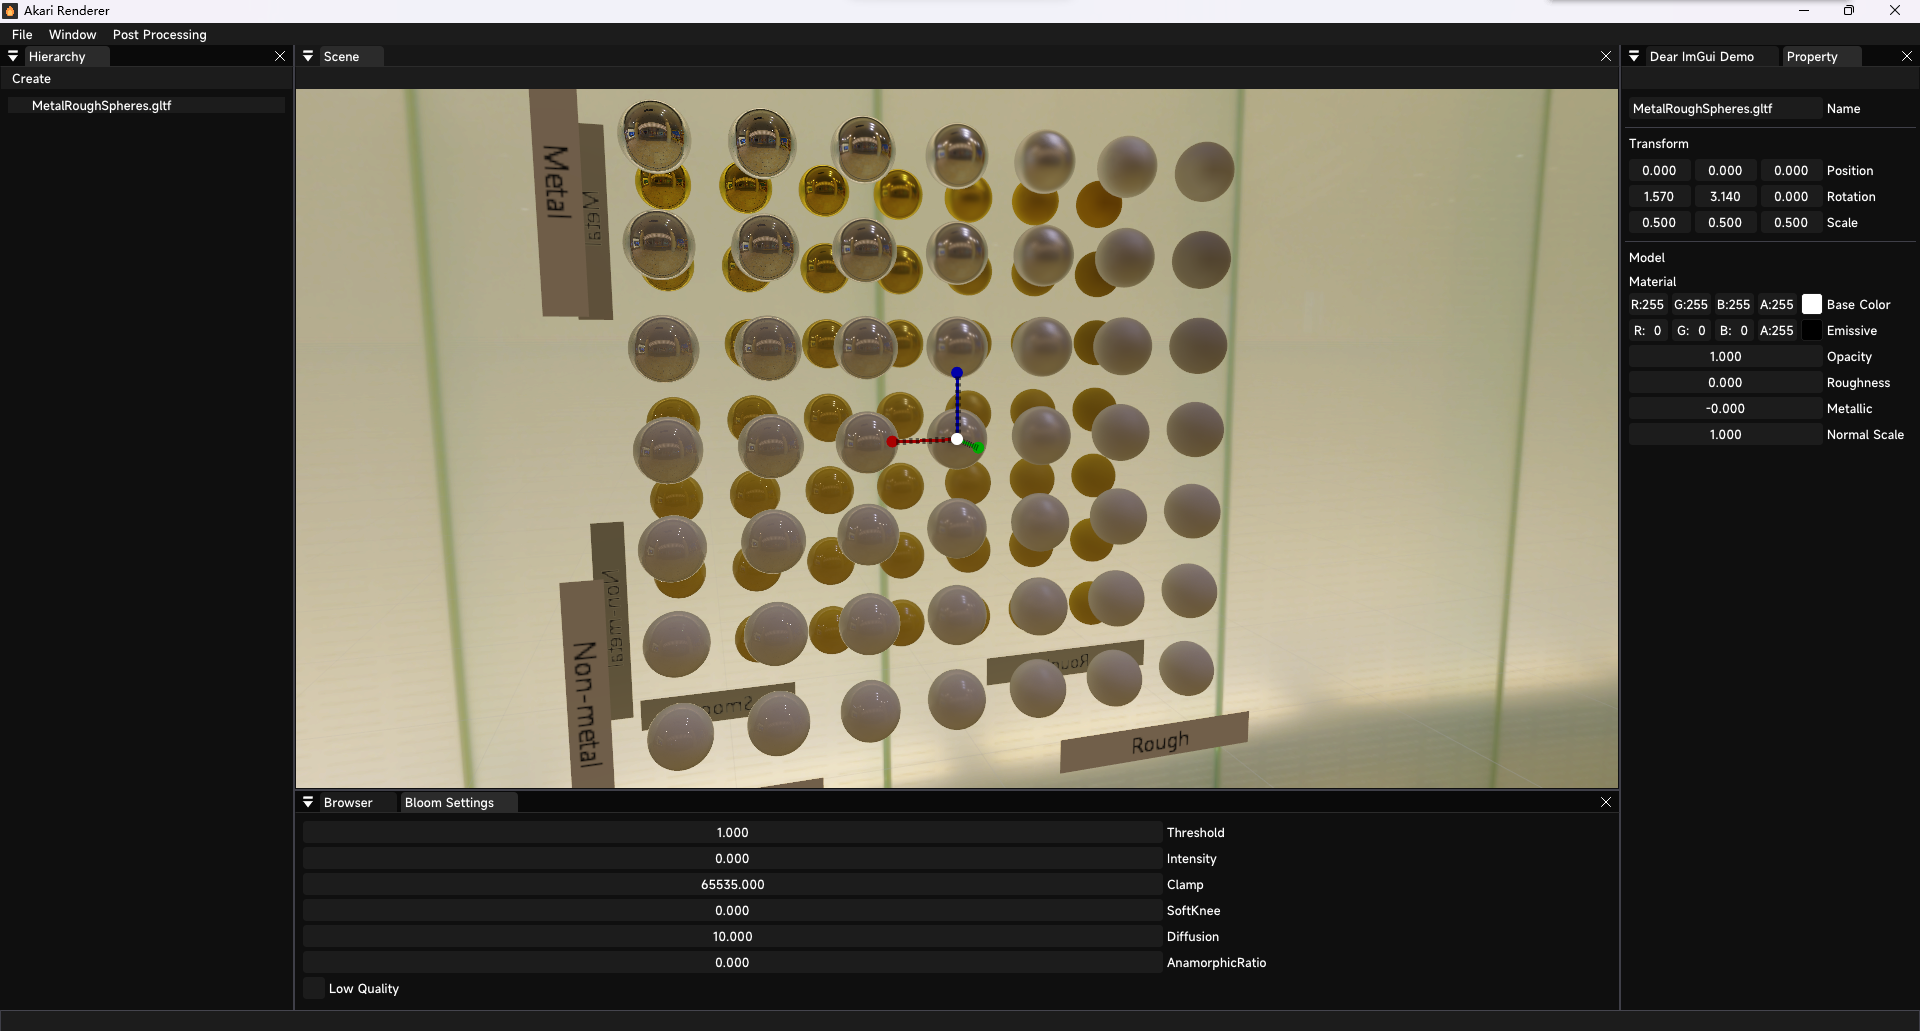 Akari Renderer
File Window Post Processing
Hierarchy
Create
MetalRoughSpheres.gltf
Scene
Metal
Metal
Non-metal
Non-metal
Rough
Browser Bloom Settings
1.000 Threshold
0.000 Intensity
65535.000 Clamp
0.000 SoftKnee
10.000 Diffusion
0.000 AnamorphicRatio
Low Quality
Dear ImGui Demo Property
MetalRoughSpheres.gltf Name
Transform
0.000 0.000 0.000 Position
1.570 3.140 0.000 Rotation
0.500 0.500 0.500 Scale
Model
Material
R:255 G:255 B:255 A:255 Base Color
R: 0 G: 0 B: 0 A:255 Emissive
1.000 Opacity
0.000 Roughness
-0.000 Metallic
1.000 Normal Scale